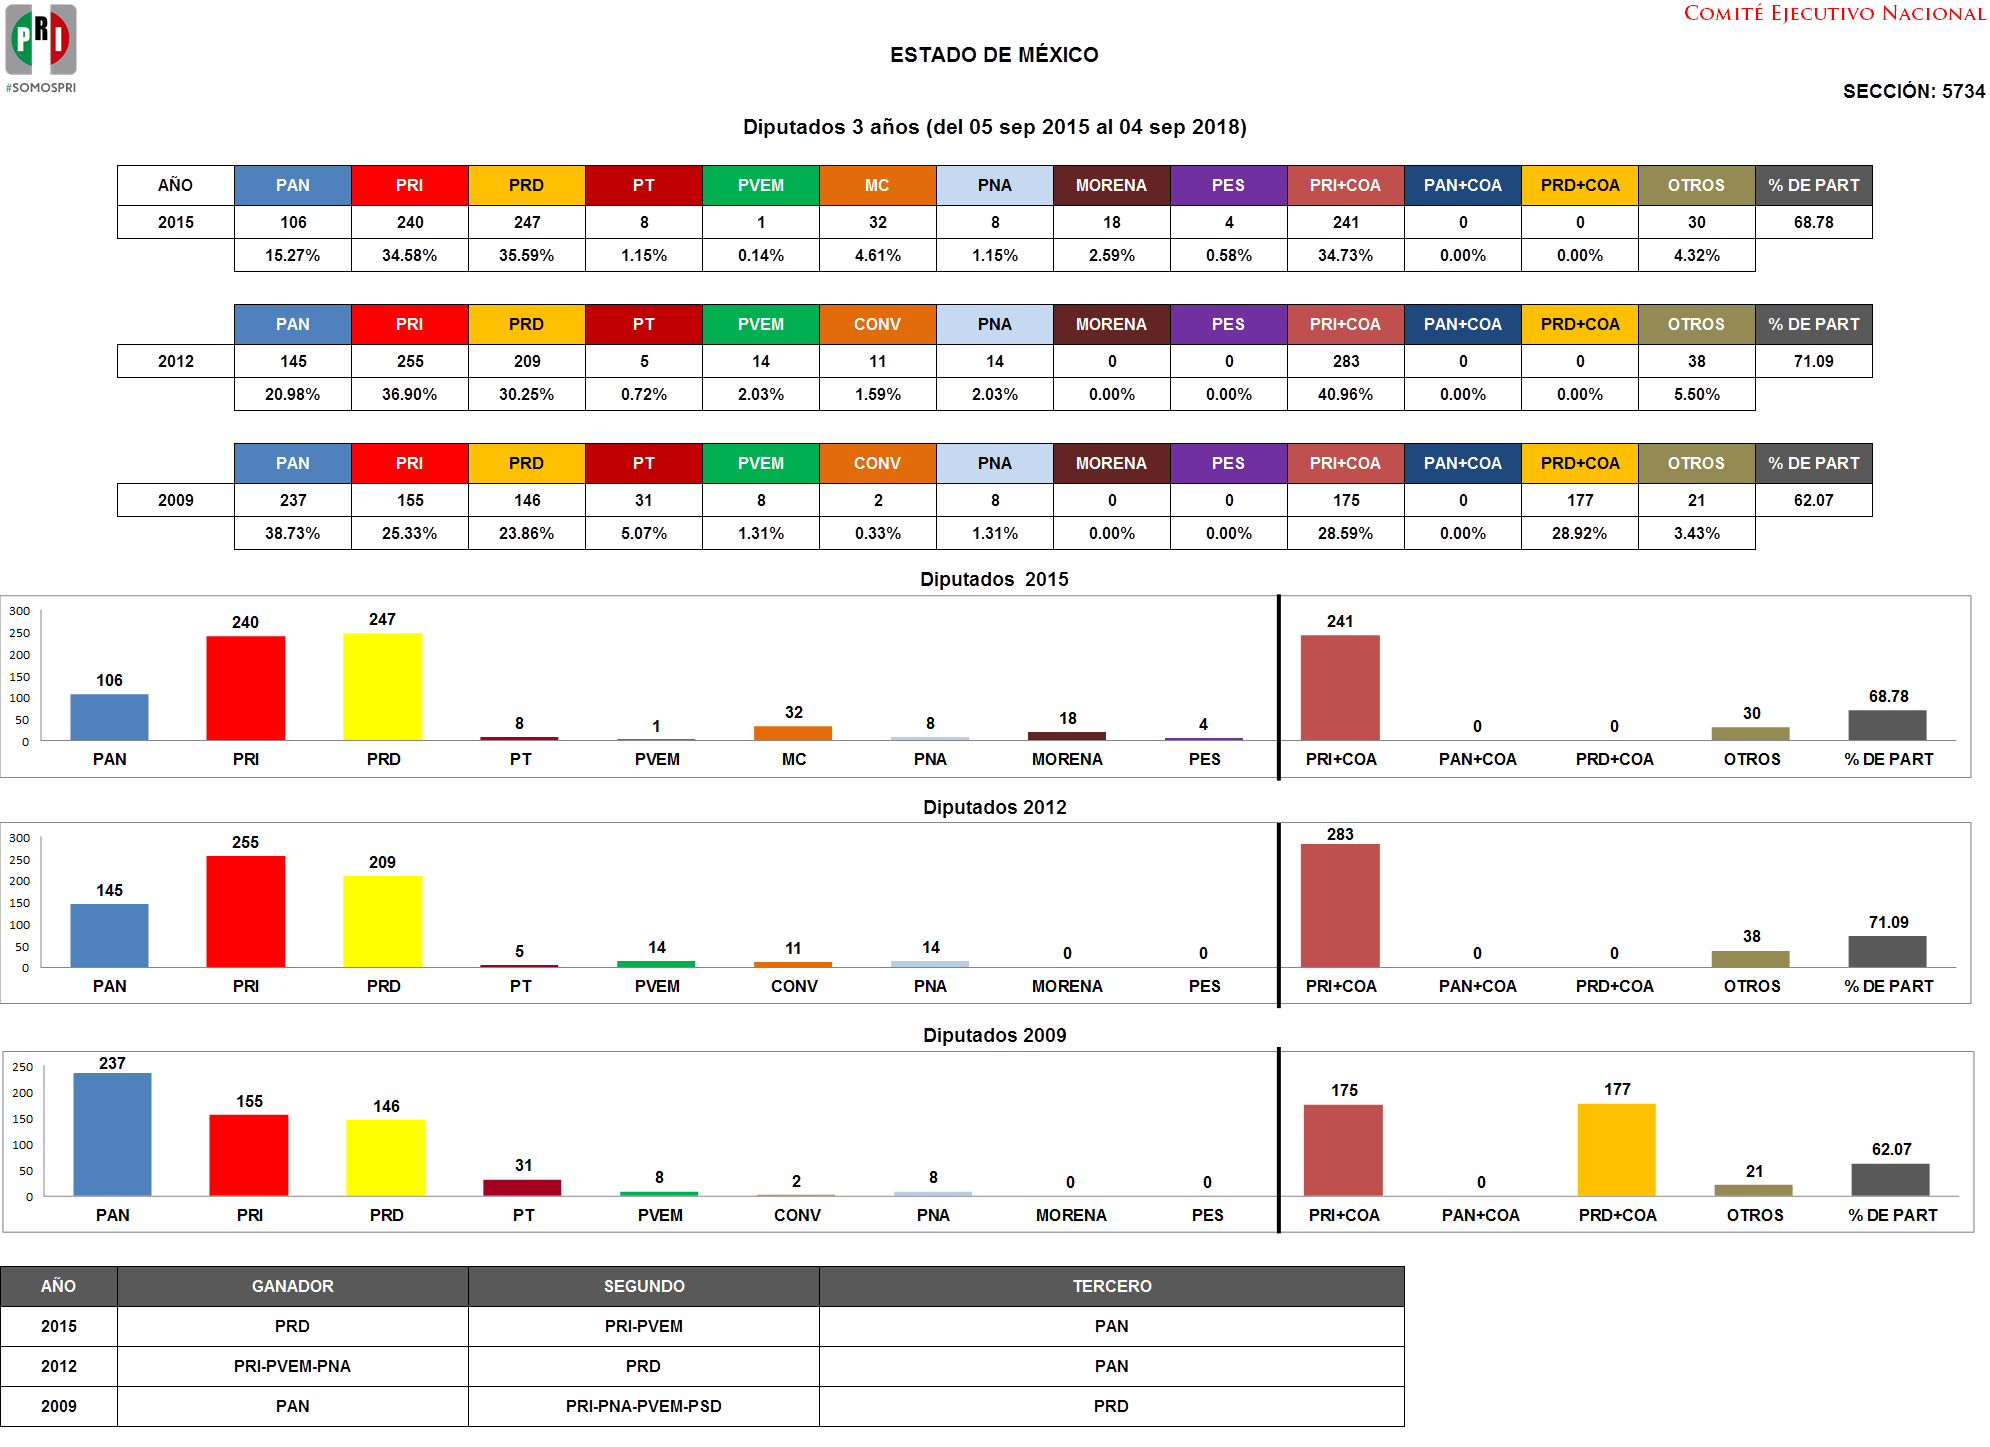 PRI
#SOMOSPRI
COMITÉ EJECUTIVO NACIONAL
ESTADO DE MÉXICO
SECCIÓN: 5734
Diputados 3 años (del 05 sep 2015 al 04 sep 2018)
AÑO PAN PRI PRD PT PVEM MC PNA MORENA PES PRI+COA PAN+COA PRD+COA OTROS % DE PART
2015 106 240 247 8 1 32 8 18 4 241 0 0 30 68.78
15.27% 34.58% 35.59% 1.15% 0.14% 4.61% 1.15% 2.59% 0.58% 34.73% 0.00% 0.00% 4.32%
PAN PRI PRD PT PVEM CONV PNA MORENA PES PRI+COA PAN+COA PRD+COA OTROS % DE PART
2012 145 255 209 5 14 11 14 0 0 283 0 0 38 71.09
20.98% 36.90% 30.25% 0.72% 2.03% 1.59% 2.03% 0.00% 0.00% 40.96% 0.00% 0.00% 5.50%
PAN PRI PRD PT PVEM CONV PNA MORENA PES PRI+COA PAN+COA PRD+COA OTROS % DE PART
2009 237 155 146 31 8 2 8 0 0 175 0 177 21 62.07
38.73% 25.33% 23.86% 5.07% 1.31% 0.33% 1.31% 0.00% 0.00% 28.59% 0.00% 28.92% 3.43%
Diputados 2015
300
250
200
150
100
50
0
106 240 247 8 1 32 8 18 4 241 0 0 30 68.78
PAN PRI PRD PT PVEM MC PNA MORENA PES PRI+COA PAN+COA PRD+COA OTROS % DE PART
Diputados 2012
300
250
200
150
100
50
0
145 255 209 5 14 11 14 0 0 283 0 0 38 71.09
PAN PRI PRD PT PVEM CONV PNA MORENA PES PRI+COA PAN+COA PRD+COA OTROS % DE PART
Diputados 2009
250
200
150
100
50
0
237 155 146 31 8 2 8 0 0 175 0 177 21 62.07
PAN PRI PRD PT PVEM CONV PNA MORENA PES PRI+COA PAN+COA PRD+COA OTROS % DE PART
AÑO GANADOR SEGUNDO TERCERO
2015 PRD PRI-PVEM PAN
2012 PRI-PVEM-PNA PRD PAN
2009 PAN PRI-PNA-PVEM-PSD PRD